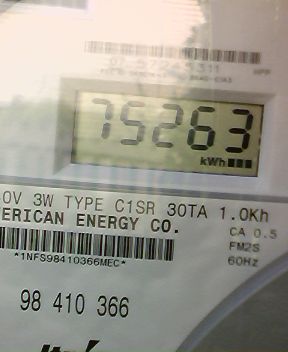 75263
kWh
0V 3W TYPE C1SR 30TA 1.0Kh
ERICAN ENERGY CO.
CA 0.5
FM2S
60Hz
*1NFS98410366MEC*
98 410 366